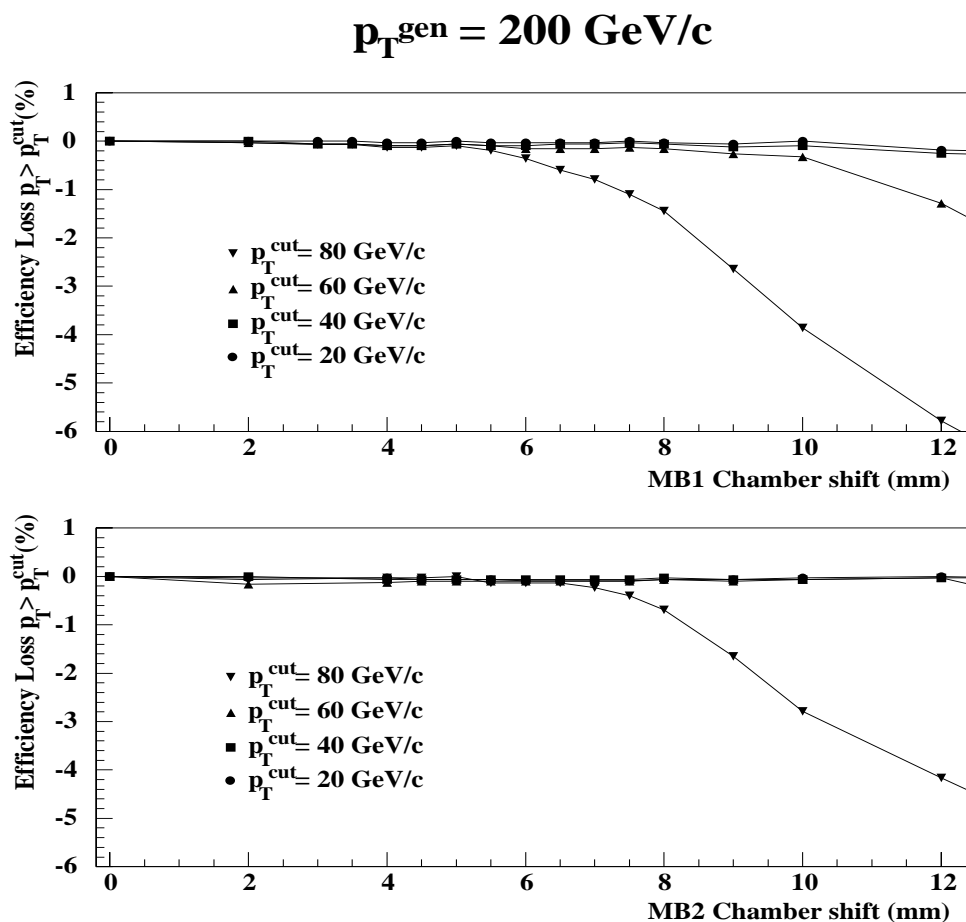 p_T^gen = 200 GeV/c
Efficiency Loss p_T > p_T^cut(%)
1
0
-1
-2
-3
-4
-5
-6
p_T^cut= 80 GeV/c
p_T^cut= 60 GeV/c
p_T^cut= 40 GeV/c
p_T^cut= 20 GeV/c
0 2 4 6 8 10 12
MB1 Chamber shift (mm)
Efficiency Loss p_T > p_T^cut(%)
1
0
-1
-2
-3
-4
-5
-6
p_T^cut= 80 GeV/c
p_T^cut= 60 GeV/c
p_T^cut= 40 GeV/c
p_T^cut= 20 GeV/c
0 2 4 6 8 10 12
MB2 Chamber shift (mm)